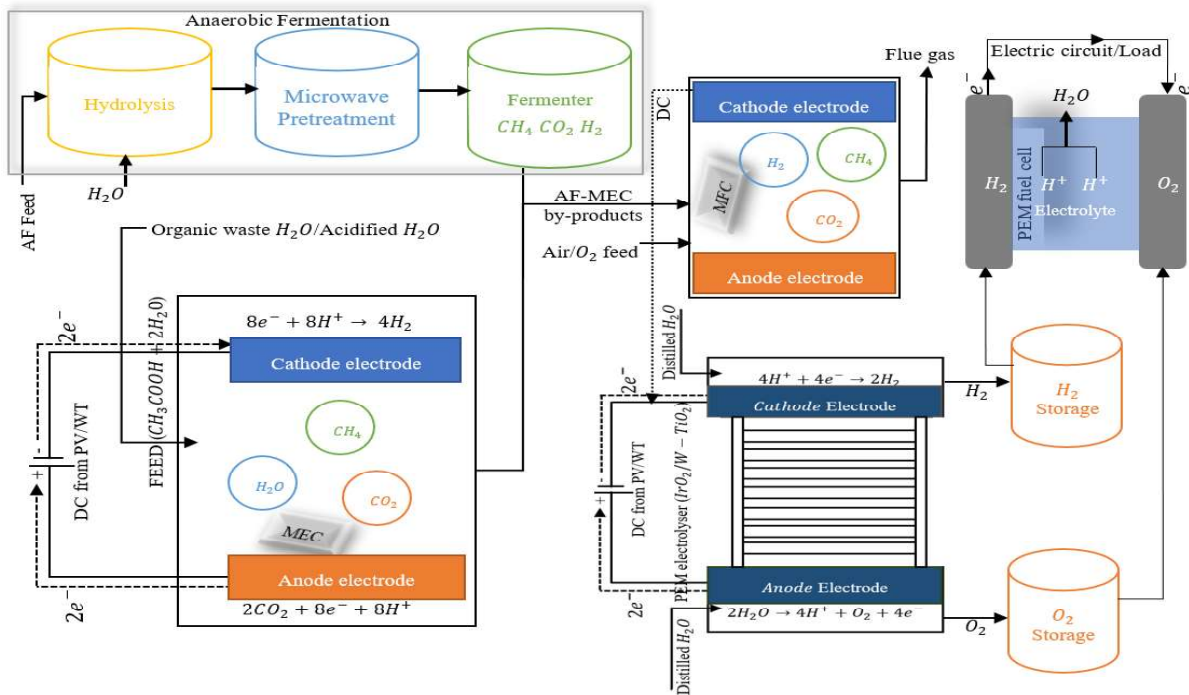 Anaerobic Fermentation
Hydrolysis
Microwave
Pretreatment
Fermenter
CH₄ CO₂ H₂
AF Feed
H₂O
Organic waste H₂O/Acidified H₂O
FEED (CH₃COOH + 2H₂O)
8e⁻ + 8H⁺ → 4H₂
Cathode electrode
CH₄
H₂O
CO₂
MEC
Anode electrode
2CO₂ + 8e⁻ + 8H⁺
2e⁻
- +
DC from PV/WT
2e⁻
AF-MEC
by-products
Air/O₂ feed
DC
Flue gas
Cathode electrode
H₂
CH₄
MFC
CO₂
Anode electrode
Distilled H₂O
4H⁺ + 4e⁻ → 2H₂
Cathode Electrode
2e⁻
- +
DC from PV/WT
PEM electrolyser (IrO₂/W − TiO₂)
2e⁻
Anode Electrode
2H₂O → 4H⁺ + O₂ + 4e⁻
Distilled H₂O
H₂
H₂
Storage
O₂
O₂
Storage
Electric circuit/Load
e⁻
e⁻
H₂O
H₂
PEM fuel cell
H⁺ H⁺
Electrolyte
O₂